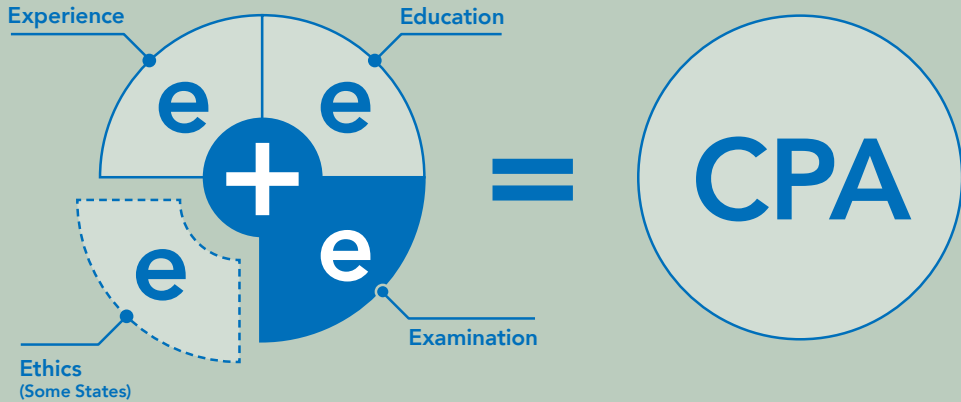 Experience
Education
e
e
+
=
CPA
e
e
Examination
Ethics
(Some States)